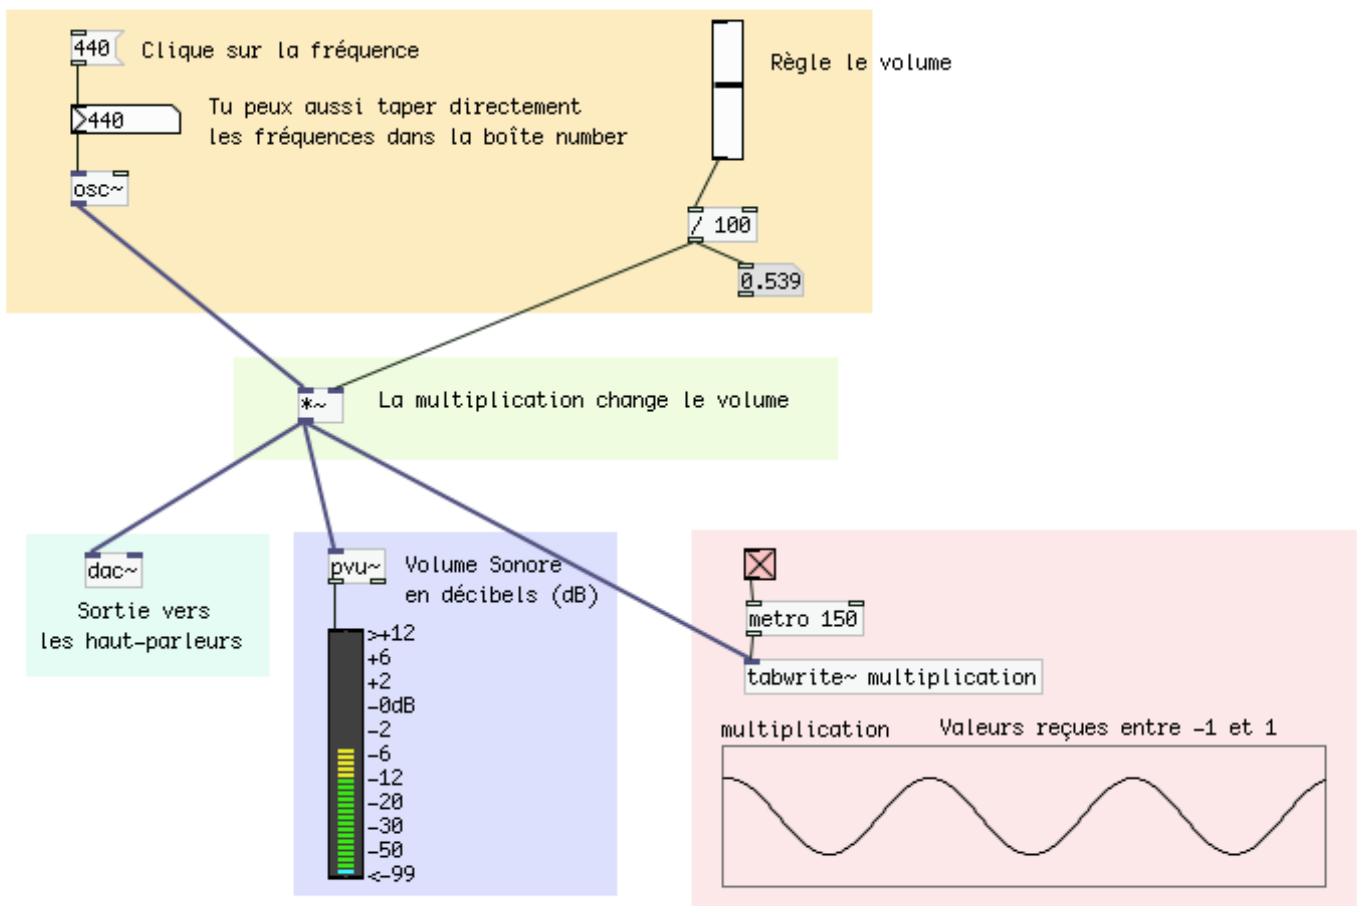 440
Clique sur la fréquence
Règle le volume
440
Tu peux aussi taper directement
les fréquences dans la boîte number
osc~
/ 100
0.539
*~
La multiplication change le volume
dac~
Sortie vers
les haut-parleurs
pvu~
Volume Sonore
en décibels (dB)
>+12
+6
+2
-0dB
-2
-6
-12
-20
-30
-50
<-99
metro 150
tabwrite~ multiplication
multiplication
Valeurs reçues entre -1 et 1